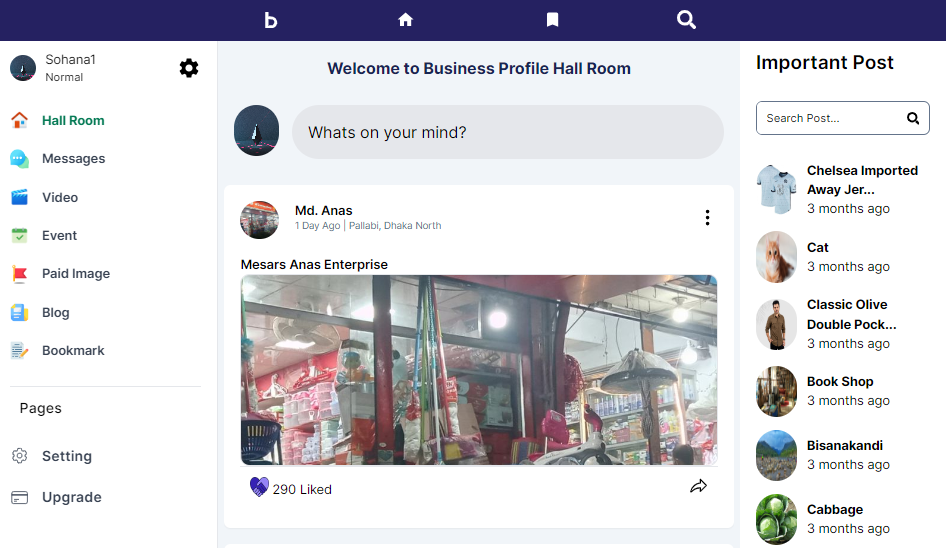 b
Sohana1
Normal
Hall Room
Messages
Video
Event
Paid Image
Blog
Bookmark
Pages
Setting
Upgrade
Welcome to Business Profile Hall Room
Whats on your mind?
Md. Anas
1 Day Ago | Pallabi, Dhaka North
Mesars Anas Enterprise
290 Liked
Important Post
Search Post...
Chelsea Imported
Away Jer...
3 months ago
Cat
3 months ago
Classic Olive
Double Pock...
3 months ago
Book Shop
3 months ago
Bisanakandi
3 months ago
Cabbage
3 months ago